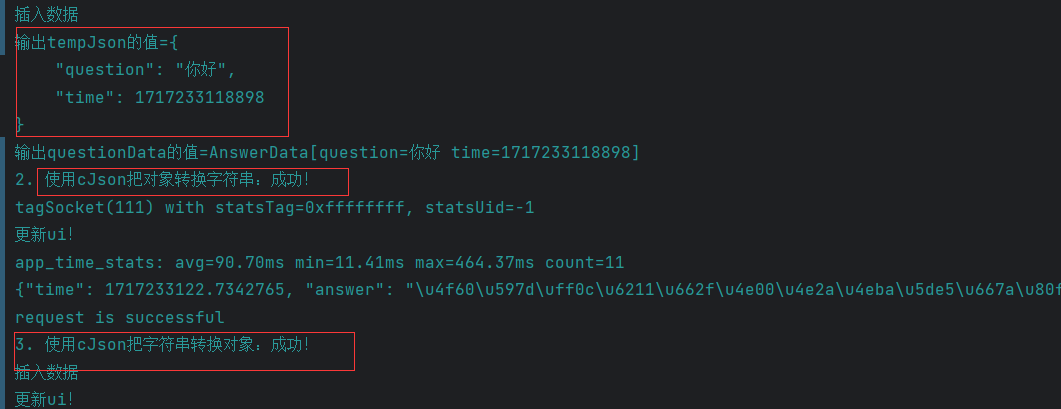 插入数据
输出tempJson的值={
"question": "你好",
"time": 1717233118898
}
输出questionData的值=AnswerData[question=你好 time=1717233118898]
2. 使用cJson把对象转换字符串：成功！
tagSocket(111) with statsTag=0xffffffff, statsUid=-1
更新ui！
app_time_stats: avg=90.70ms min=11.41ms max=464.37ms count=11
{"time": 1717233122.7342765, "answer": "\u4f60\u597d\uff0c\u6211\u662f\u4e00\u4e2a\u4eba\u5de5\u667a\u80f
request is successful
3. 使用cJson把字符串转换对象：成功！
插入数据
更新ui！